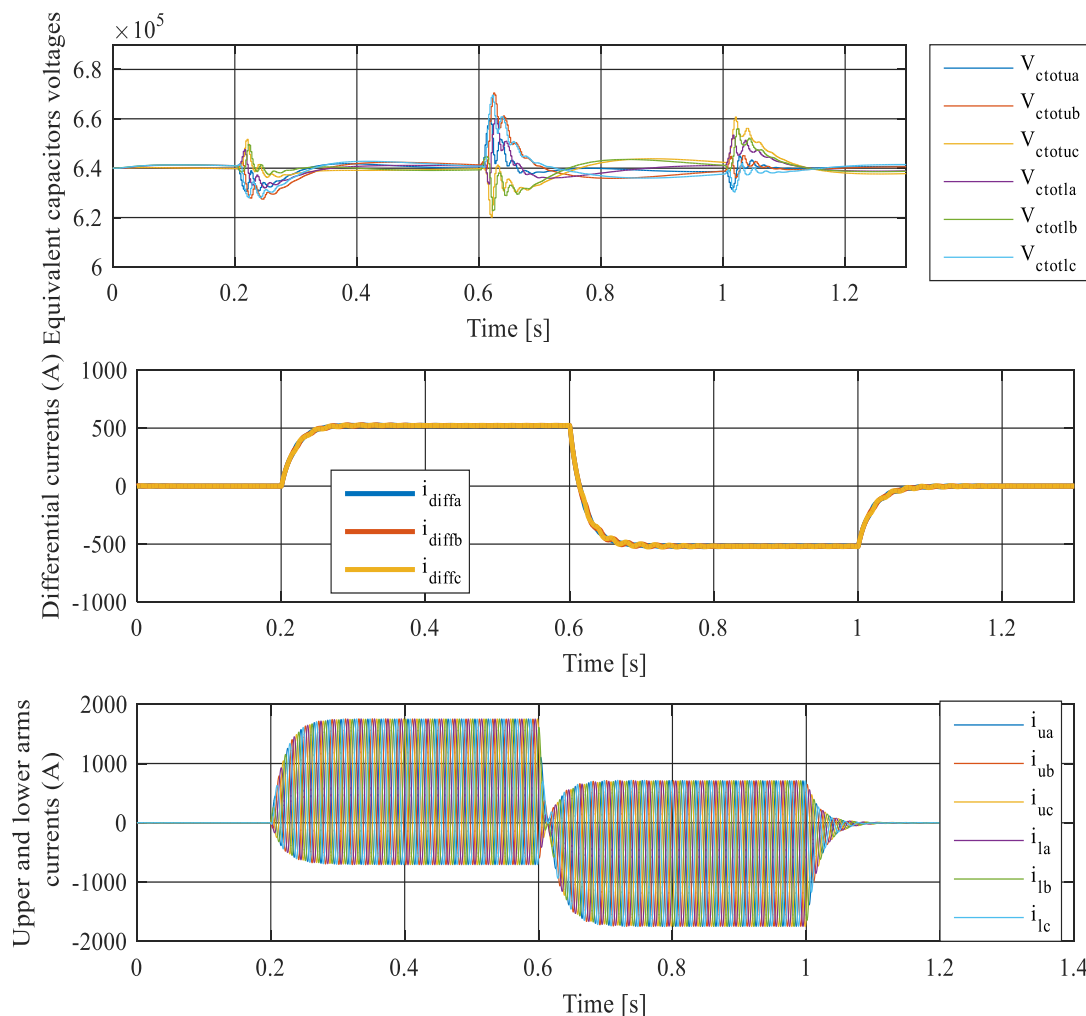 ×10⁵
Equivalent capacitors voltages
6.8
6.6
6.4
6.2
6
0 0.2 0.4 0.6 0.8 1 1.2
Time [s]
V_ctotua
V_ctotub
V_ctotuc
V_ctotla
V_ctotlb
V_ctotlc
Differential currents (A)
1000
500
0
-500
-1000
i_diffa
i_diffb
i_diffc
0 0.2 0.4 0.6 0.8 1 1.2
Time [s]
Upper and lower arms
currents (A)
2000
1000
0
-1000
-2000
i_ua
i_ub
i_uc
i_la
i_lb
i_lc
0 0.2 0.4 0.6 0.8 1 1.2 1.4
Time [s]